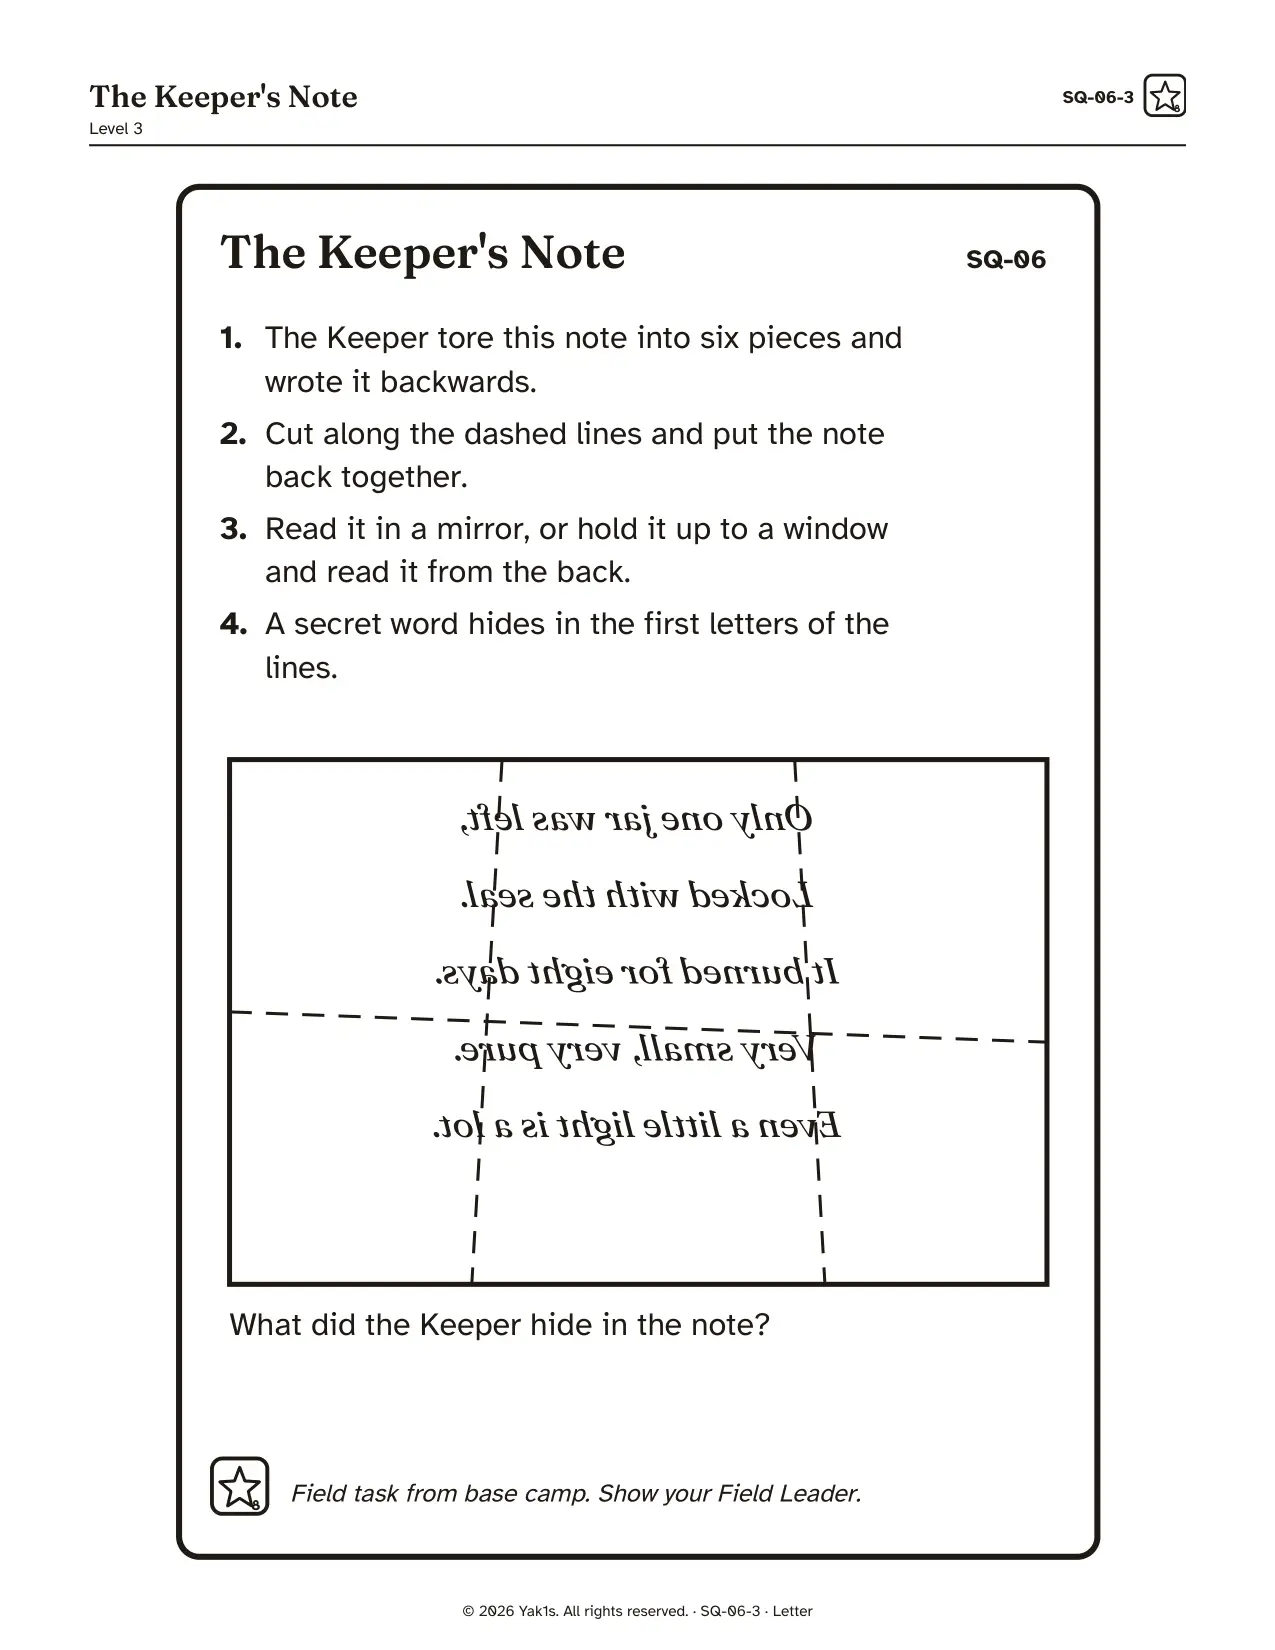 The Keeper's Note
Level 3
SQ-06-3
8
The Keeper's Note
SQ-06
1. The Keeper tore this note into six pieces and
wrote it backwards.
2. Cut along the dashed lines and put the note
back together.
3. Read it in a mirror, or hold it up to a window
and read it from the back.
4. A secret word hides in the first letters of the
lines.
Only one jar was left,
Locked with the seal.
It burned for eight days.
Very small, very pure.
Even a little light is a lot.
What did the Keeper hide in the note?
8
Field task from base camp. Show your Field Leader.
© 2026 Yak1s. All rights reserved. · SQ-06-3 · Letter